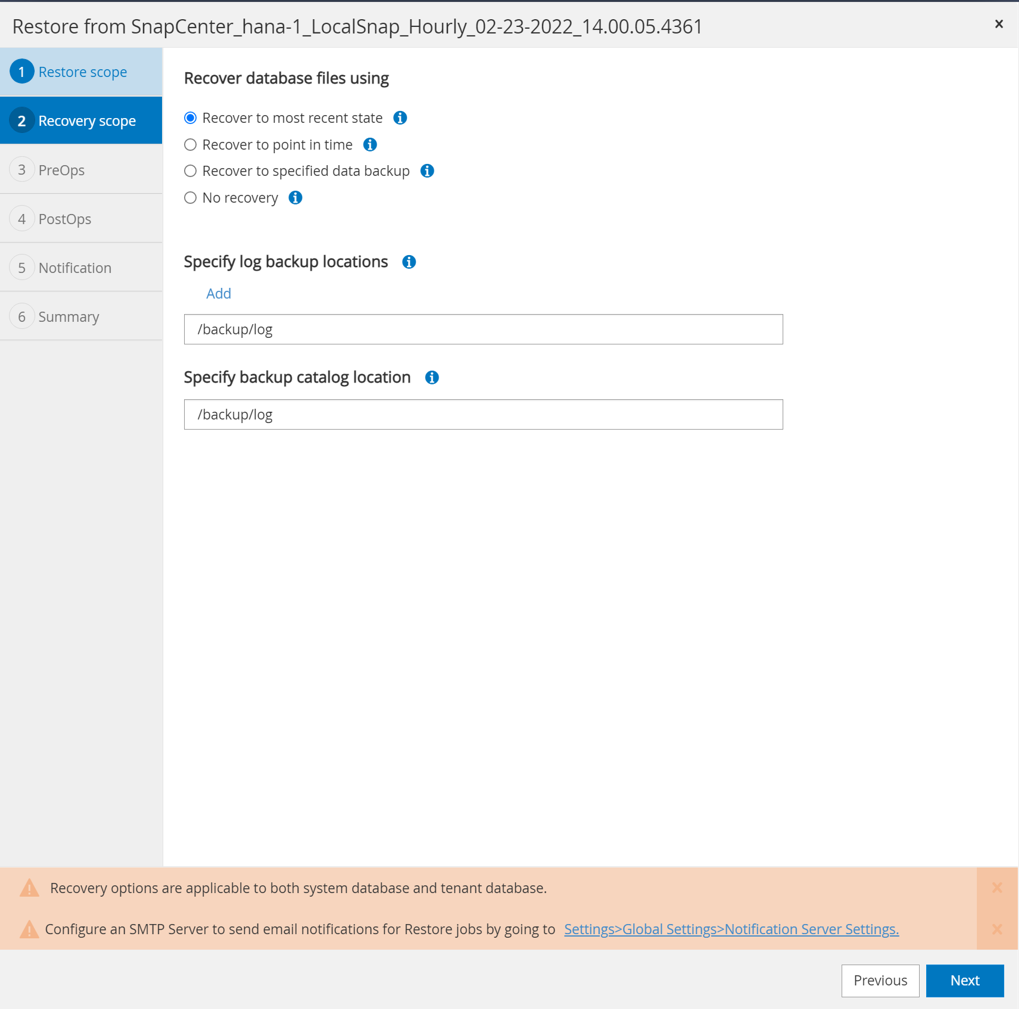 Restore from SnapCenter_hana-1_LocalSnap_Hourly_02-23-2022_14.00.05.4361
1 Restore scope
2 Recovery scope
3 PreOps
4 PostOps
5 Notification
6 Summary
Recover database files using
Recover to most recent state
Recover to point in time
Recover to specified data backup
No recovery
Specify log backup locations
Add
/backup/log
Specify backup catalog location
/backup/log
Recovery options are applicable to both system database and tenant database.
Configure an SMTP Server to send email notifications for Restore jobs by going to Settings>Global Settings>Notification Server Settings.
Previous Next